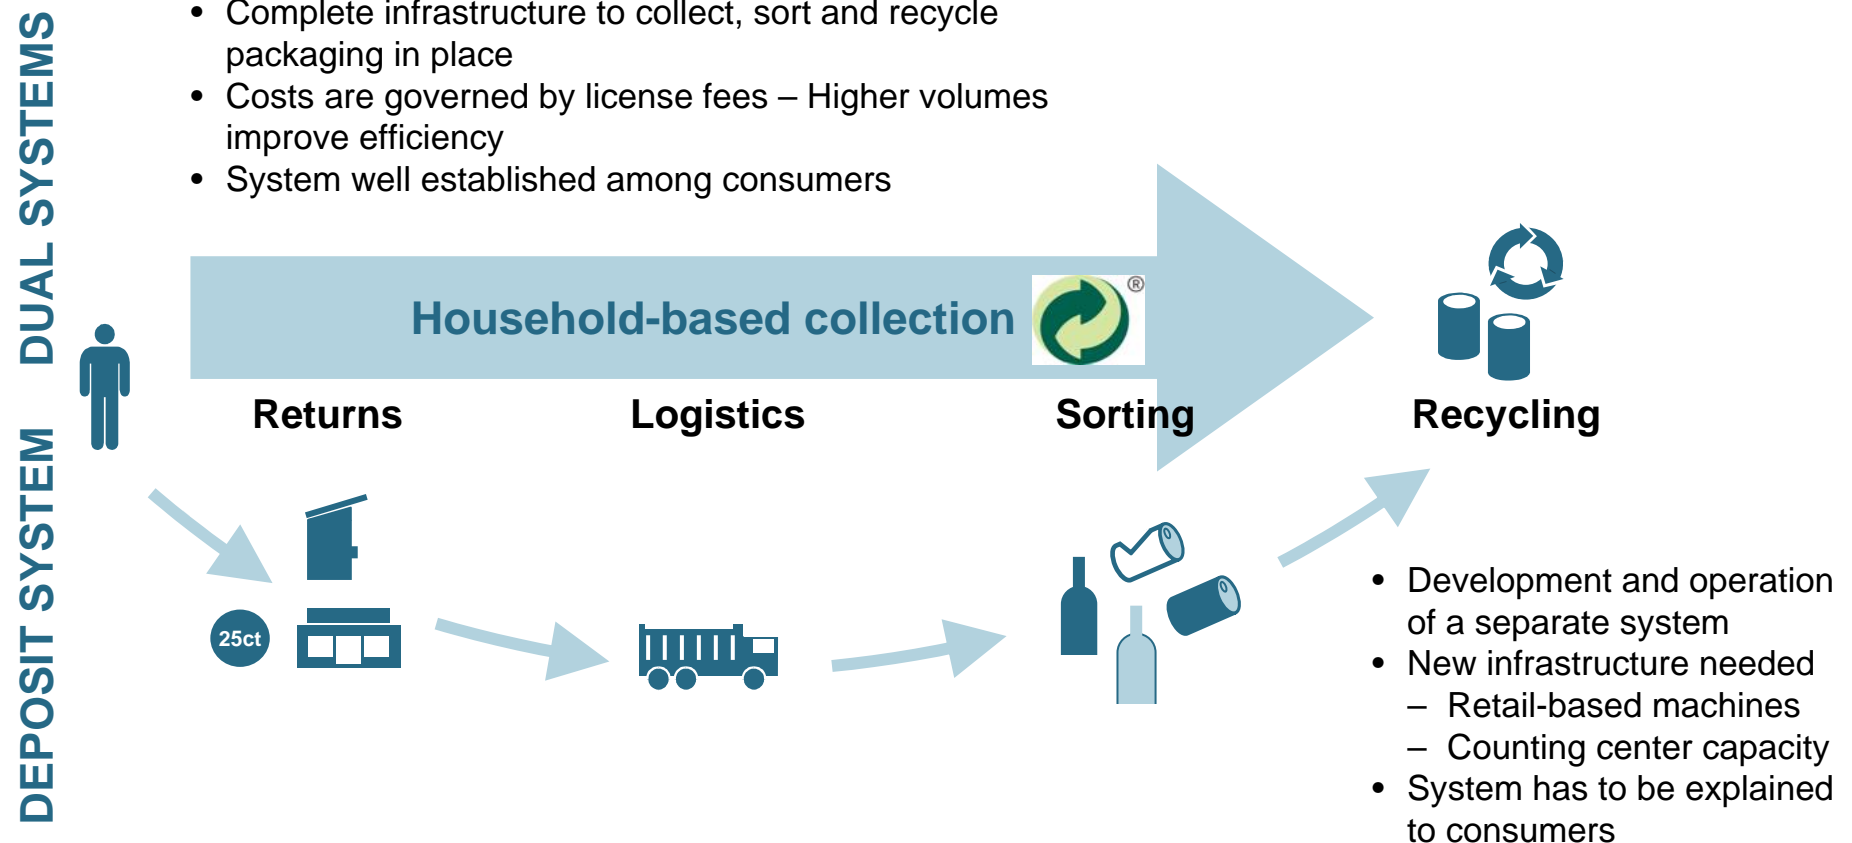 DUAL SYSTEMS
• Complete infrastructure to collect, sort and recycle
packaging in place
• Costs are governed by license fees – Higher volumes
improve efficiency
• System well established among consumers
Household-based collection
®
Returns
Logistics
Sorting
Recycling
DEPOSIT SYSTEM
25ct
• Development and operation
of a separate system
• New infrastructure needed
– Retail-based machines
– Counting center capacity
• System has to be explained
to consumers